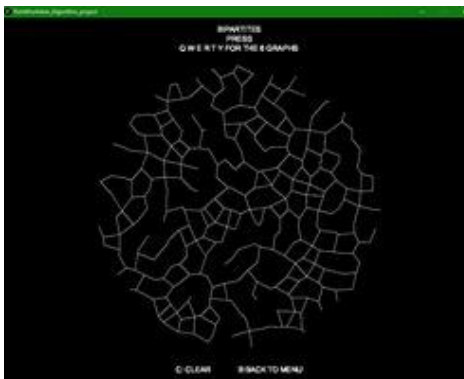 BIPARTITES
PRESS
Q W E R T Y FOR THE 6 GRAPHS
C: CLEAR B:BACK TO MENU